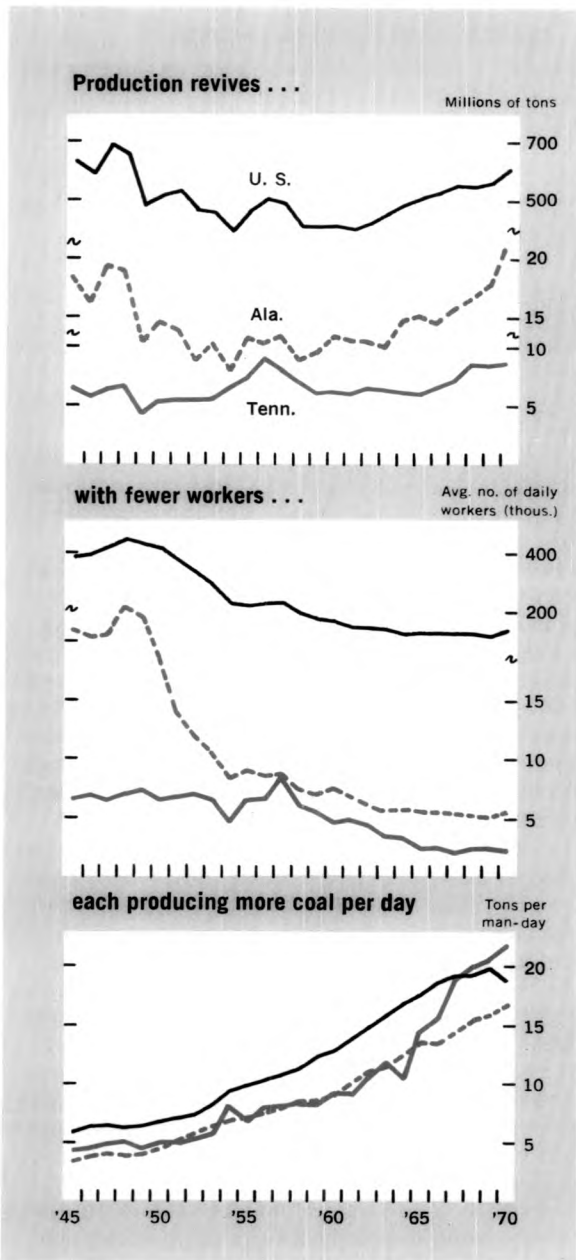 Production revives . . .
Millions of tons
700
U. S.
500
20
Ala.
15
10
Tenn.
5
with fewer workers . . .
Avg. no. of daily
workers (thous.)
400
200
15
10
5
each producing more coal per day
Tons per
man-day
20
15
10
5
'45 '50 '55 '60 '65 '70